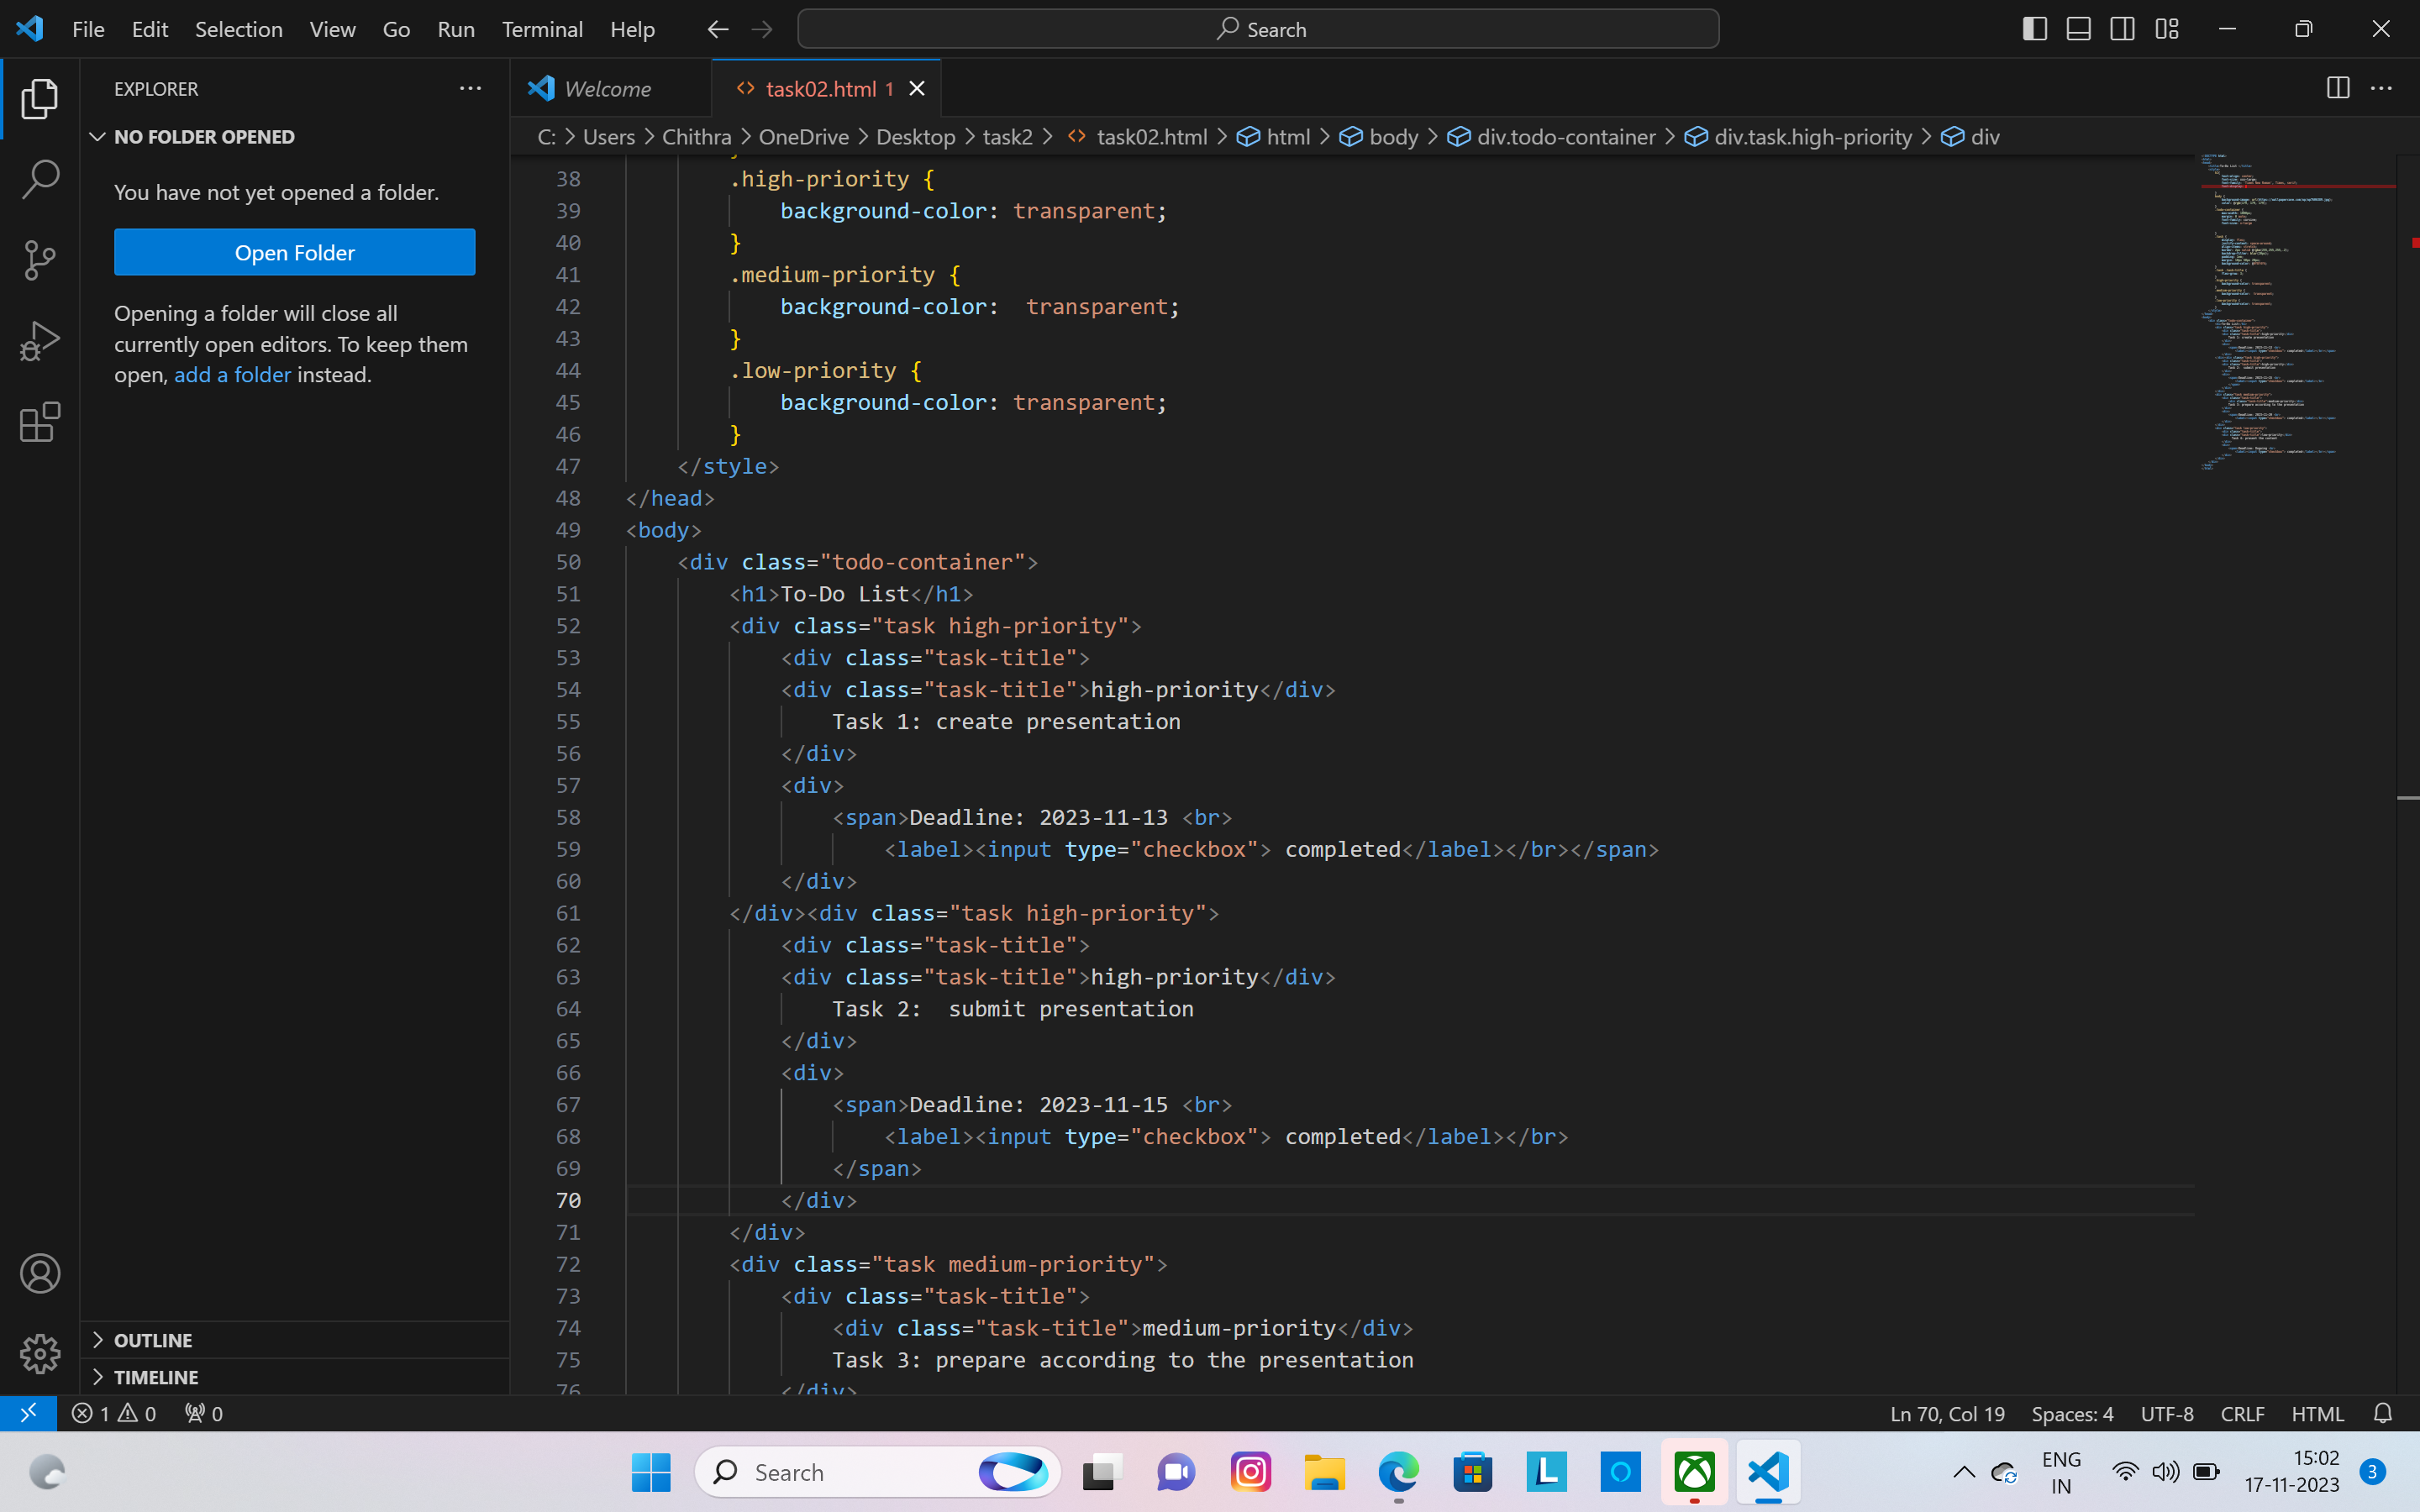 File Edit Selection View Go Run Terminal Help
Search
EXPLORER
NO FOLDER OPENED
You have not yet opened a folder.
Open Folder
Opening a folder will close all
currently open editors. To keep them
open, add a folder instead.
OUTLINE
TIMELINE
Welcome
task02.html 1
C: > Users > Chithra > OneDrive > Desktop > task2 > task02.html > html > body > div.todo-container > div.task.high-priority > div
38 .high-priority {
39 background-color: transparent;
40 }
41 .medium-priority {
42 background-color:  transparent;
43 }
44 .low-priority {
45 background-color: transparent;
46 }
47 </style>
48 </head>
49 <body>
50 <div class="todo-container">
51 <h1>To-Do List</h1>
52 <div class="task high-priority">
53 <div class="task-title">
54 <div class="task-title">high-priority</div>
55 Task 1: create presentation
56 </div>
57 <div>
58 <span>Deadline: 2023-11-13 <br>
59 <label><input type="checkbox"> completed</label></br></span>
60 </div>
61 </div><div class="task high-priority">
62 <div class="task-title">
63 <div class="task-title">high-priority</div>
64 Task 2:  submit presentation
65 </div>
66 <div>
67 <span>Deadline: 2023-11-15 <br>
68 <label><input type="checkbox"> completed</label></br>
69 </span>
70 </div>
71 </div>
72 <div class="task medium-priority">
73 <div class="task-title">
74 <div class="task-title">medium-priority</div>
75 Task 3: prepare according to the presentation
76 </div>
1 0 0
Ln 70, Col 19 Spaces: 4 UTF-8 CRLF HTML
Search
ENG
IN
15:02
17-11-2023
3